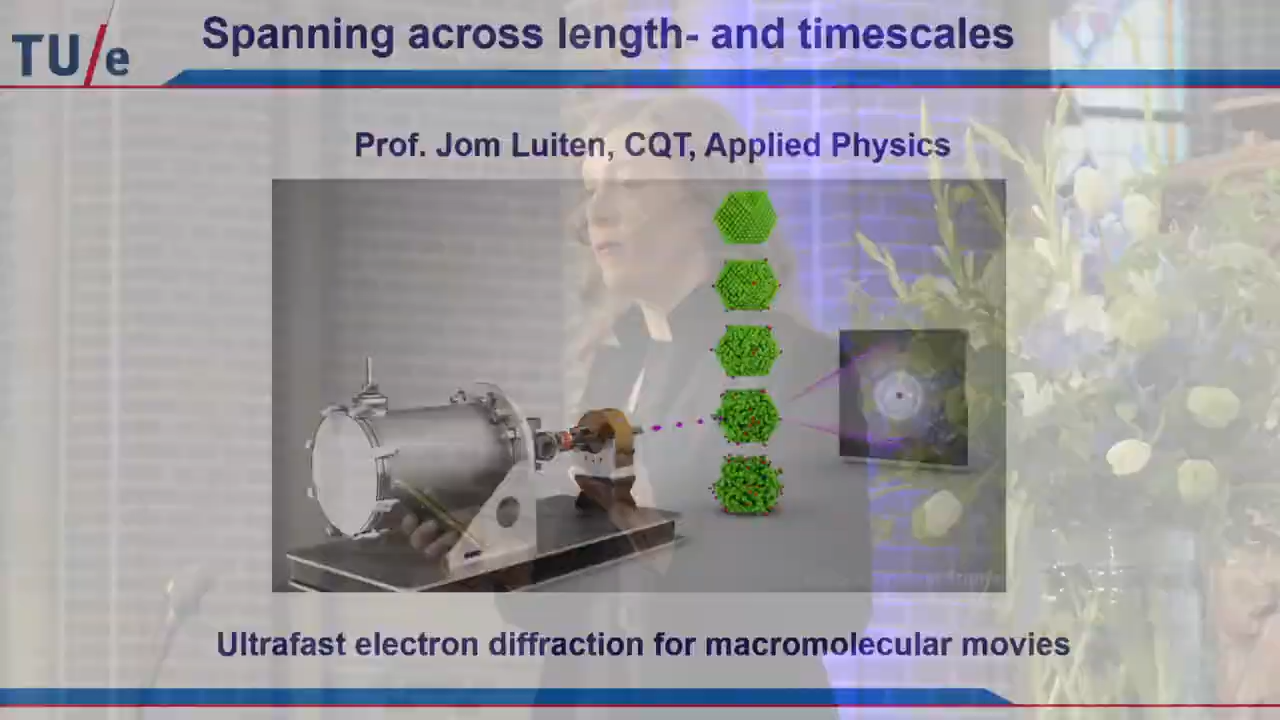 Spanning across length- and timescales
TU/e
Prof. Jom Luiten, CQT, Applied Physics
Ultrafast electron diffraction for macromolecular movies